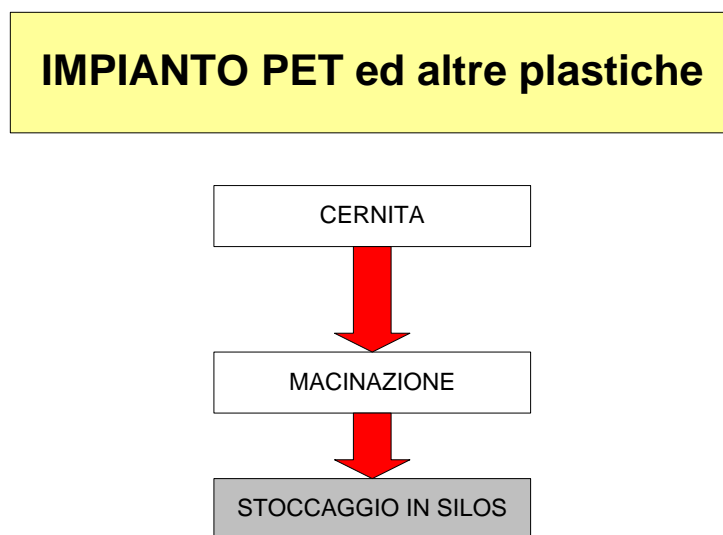 IMPIANTO PET ed altre plastiche
CERNITA
MACINAZIONE
STOCCAGGIO IN SILOS